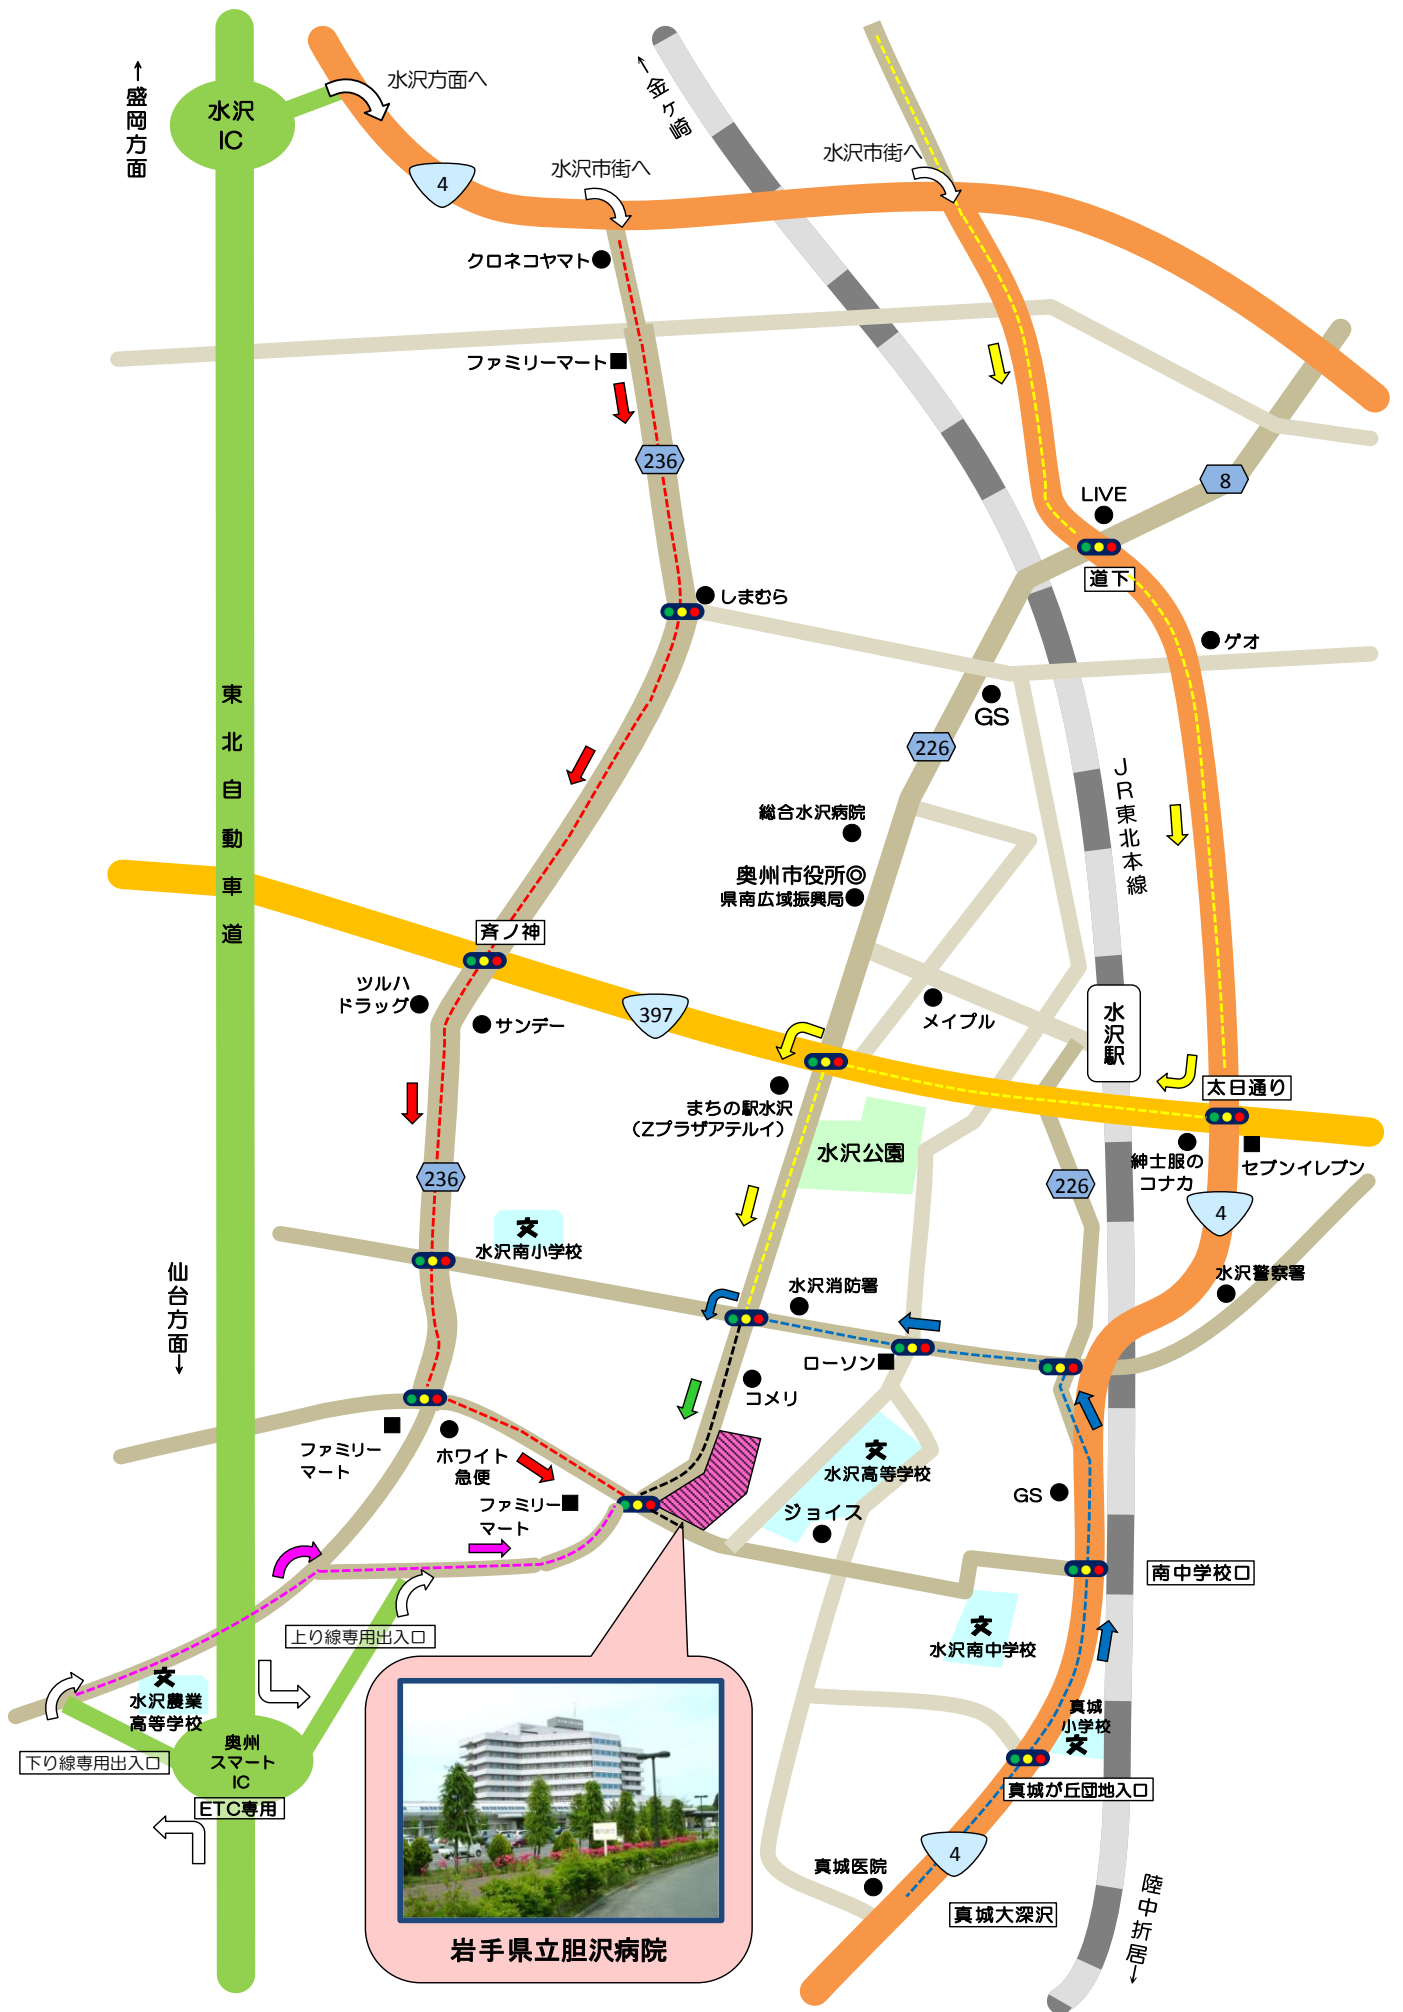 ↑盛岡方面
水沢
IC
水沢方面へ
4
水沢市街へ
←金ヶ崎
水沢市街へ
クロネコヤマト
ファミリーマート
236
8
LIVE
道下
しまむら
ゲオ
GS
226
東北自動車道
JR東北本線
総合水沢病院
奥州市役所◎
県南広域振興局
斉ノ神
ツルハ
ドラッグ
サンデー
397
メイプル
水沢駅
太日通り
まちの駅水沢
（Zプラザアテルイ）
水沢公園
紳士服の
コナカ
セブンイレブン
236
226
4
文
水沢南小学校
仙台方面→
水沢消防署
水沢警察署
ローソン
コメリ
ファミリー
マート
ホワイト
急便
文
水沢高等学校
GS
ファミリー
マート
ジョイス
南中学校口
上り線専用出入口
文
水沢南中学校
文
水沢農業
高等学校
真城
小学校
文
下り線専用出入口
奥州
スマート
IC
ETC専用
真城が丘団地入口
4
真城医院
真城大深沢
陸中折居→
岩手県立胆沢病院